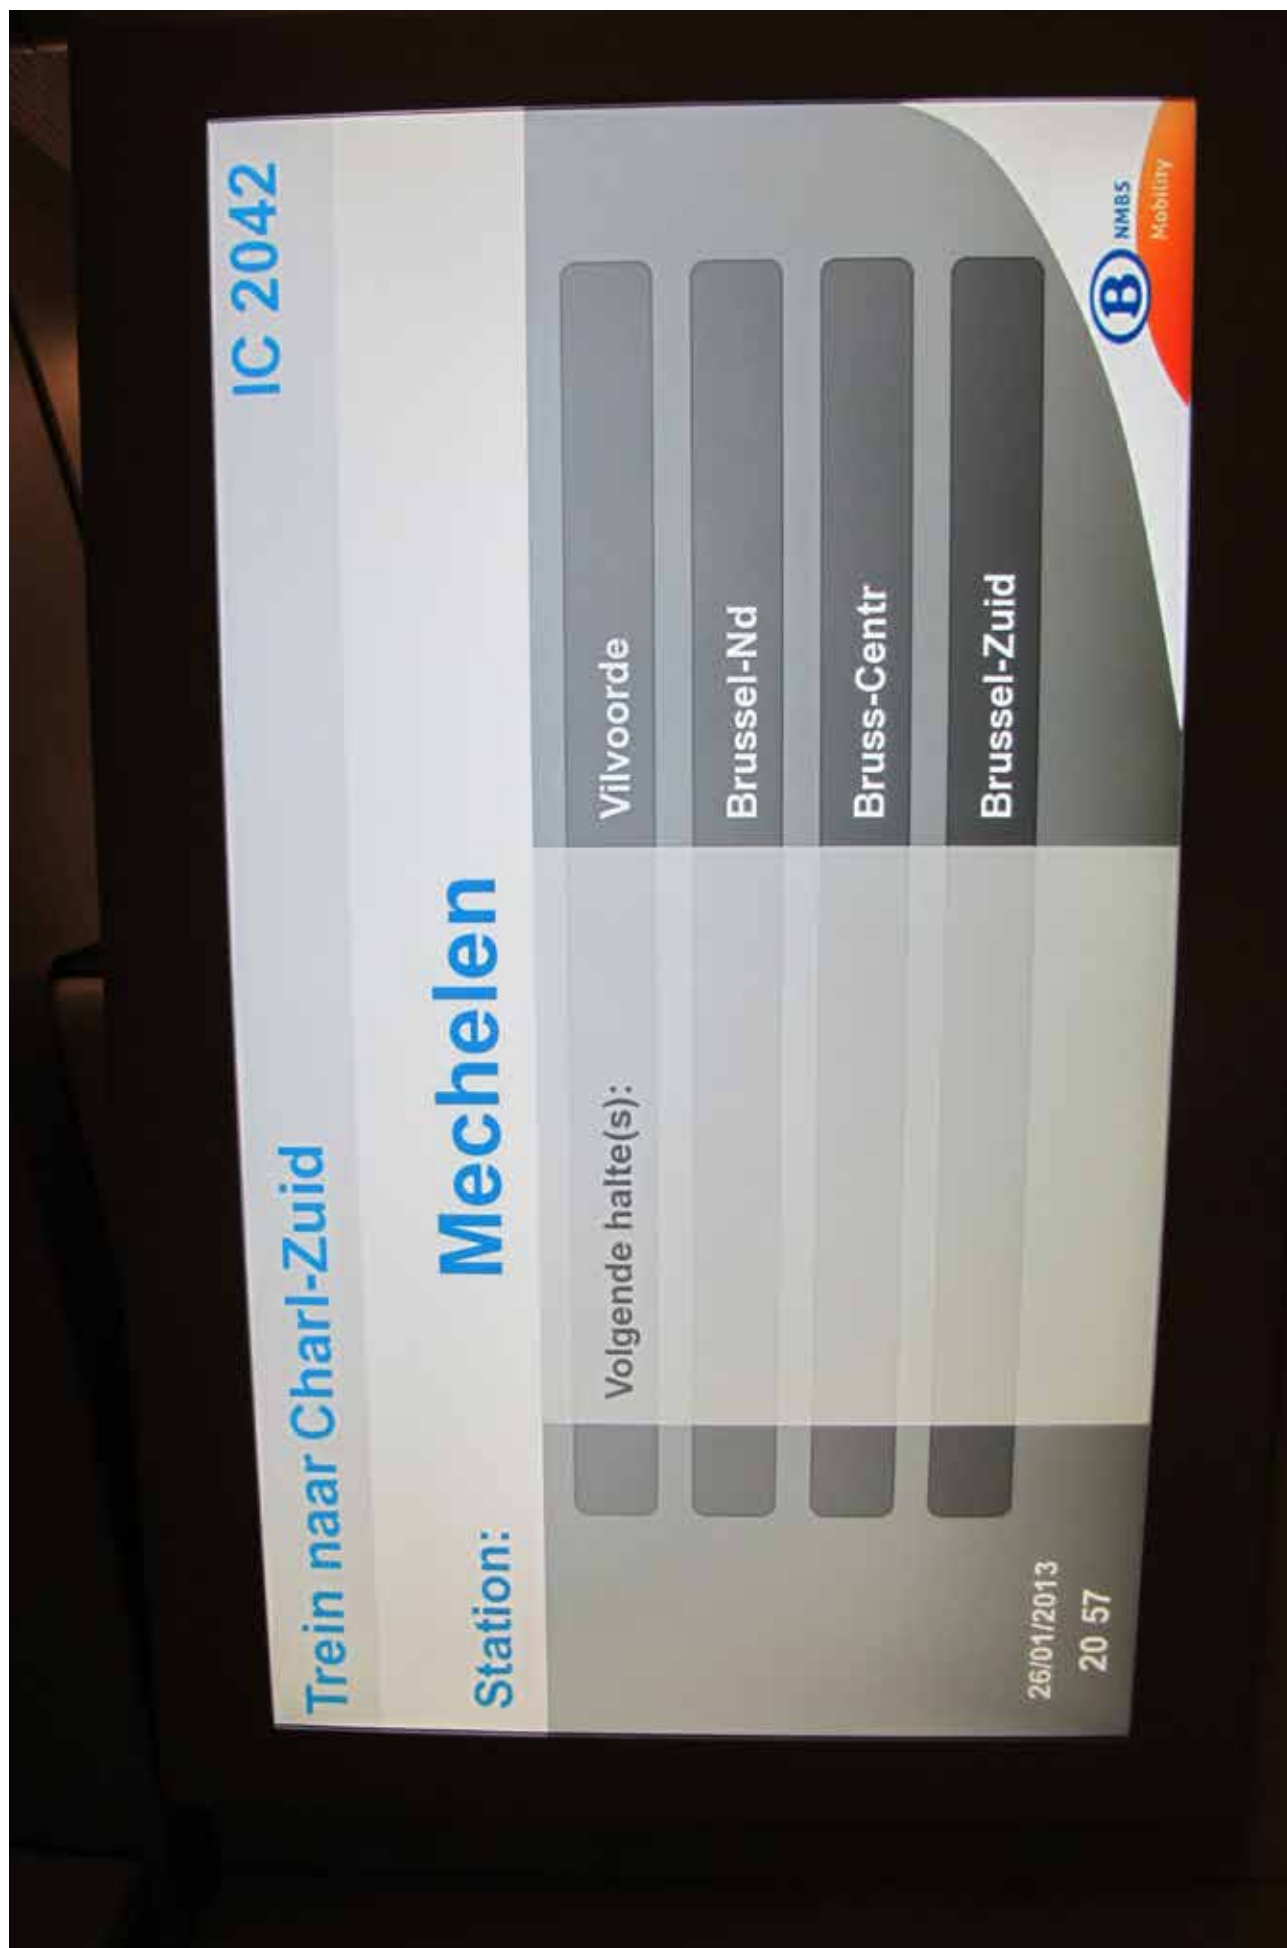 Trein naar Charl-Zuid
IC 2042
Station:
Mechelen
Volgende halte(s):
Vilvoorde
Brussel-Nd
Bruss-Centr
Brussel-Zuid
26/01/2013
20 57
B
NMBS
Mobility